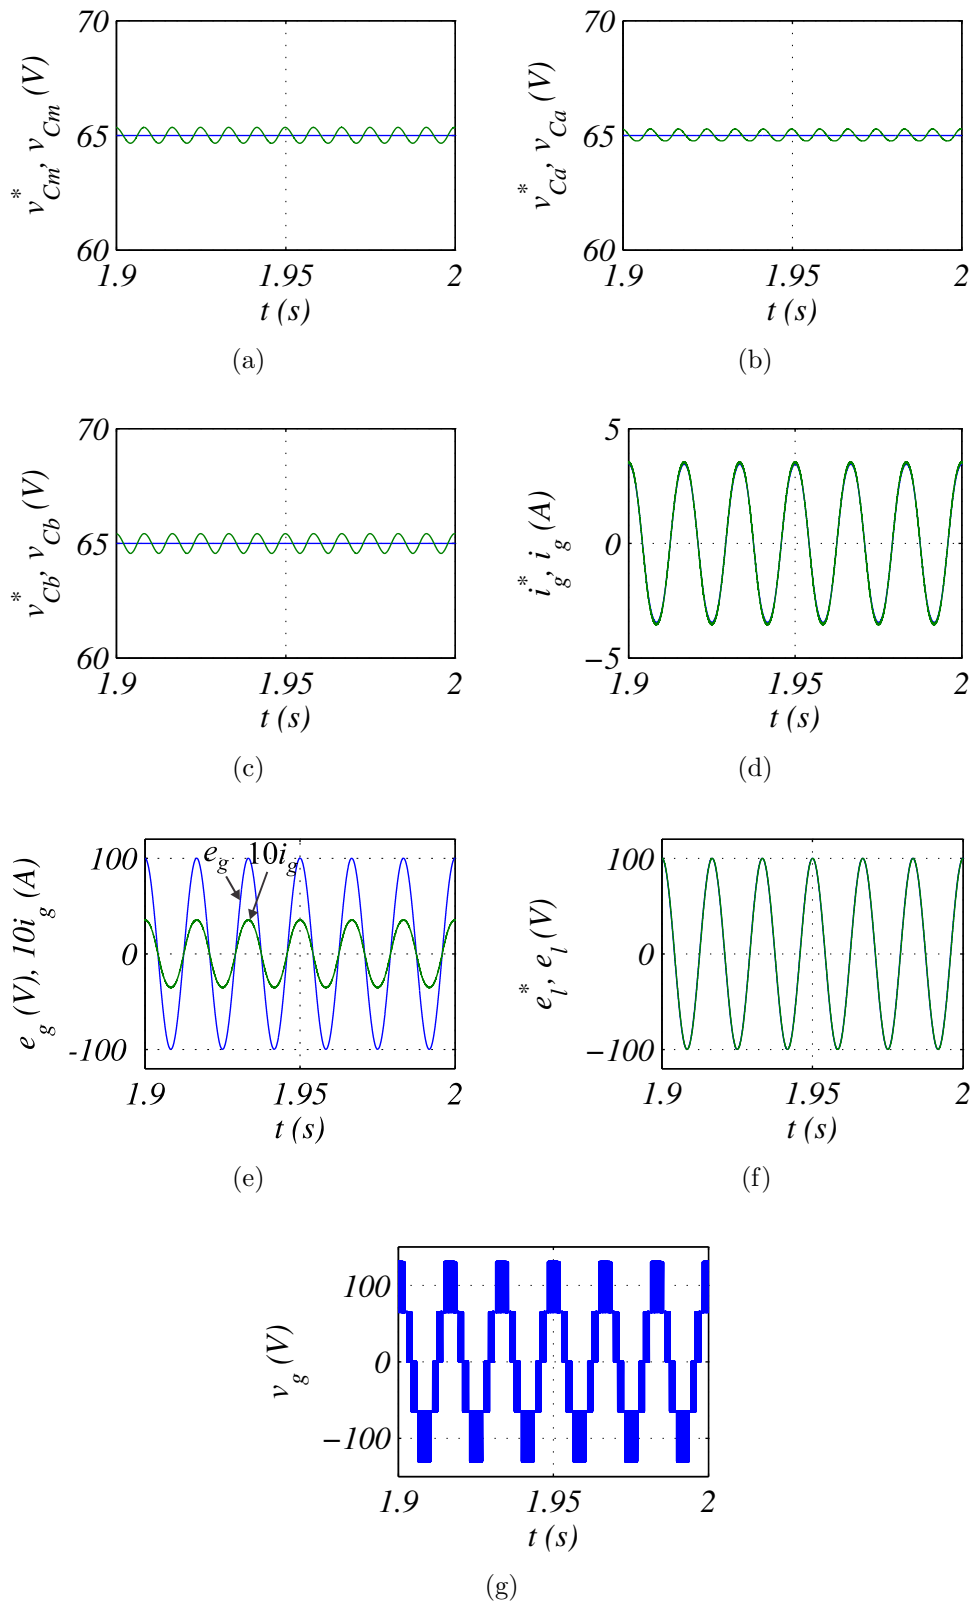 70
65
60
1.9
1.95
2
t (s)
v*Cm, vCm (V)
(a)
70
65
60
1.9
1.95
2
t (s)
v*Ca, vCa (V)
(b)
70
65
60
1.9
1.95
2
t (s)
v*Cb, vCb (V)
(c)
5
0
−5
1.9
1.95
2
t (s)
i*g, ig (A)
(d)
100
0
-100
eg
10ig
1.9
1.95
2
t (s)
eg (V), 10ig (A)
(e)
100
0
−100
1.9
1.95
2
t (s)
e*l, el (V)
(f)
100
0
−100
1.9
1.95
2
t (s)
vg (V)
(g)